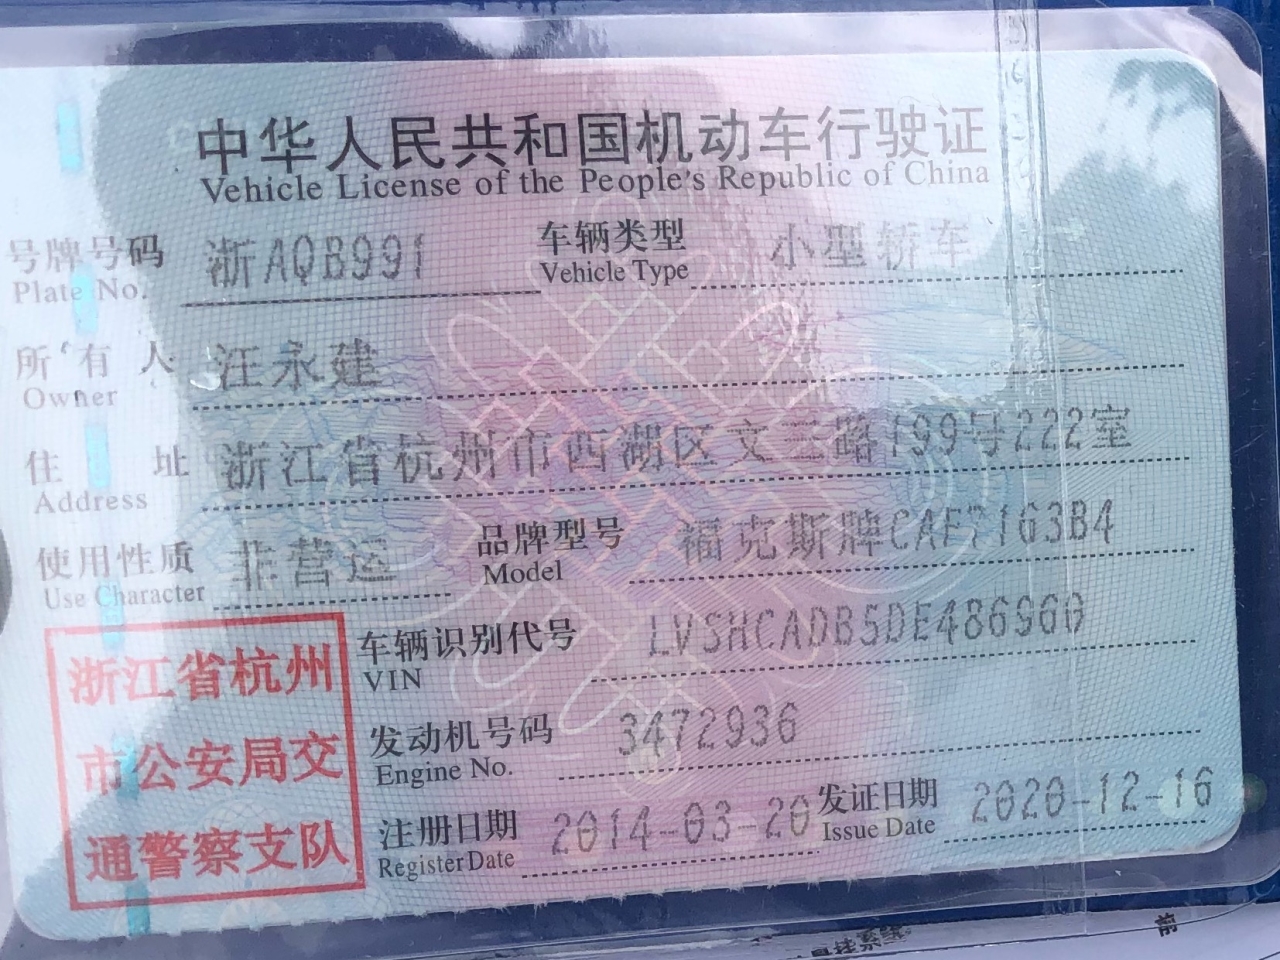 中华人民共和国机动车行驶证
Vehicle License of the People's Republic of China
号牌号码 浙AQB991 车辆类型 小型轿车
Plate No. Vehicle Type
所有人 汪永建
Owner
住址 浙江省杭州市西湖区文三路199号222室
Address
使用性质 非营运 品牌型号 福克斯牌CAF7163B4
Use Character Model
浙江省杭州
市公安局交
通警察支队
车辆识别代号 LVSHCADB5DE486960
VIN
发动机号码 3472936
Engine No.
注册日期 2014-03-20 发证日期 2020-12-16
Register Date Issue Date
前